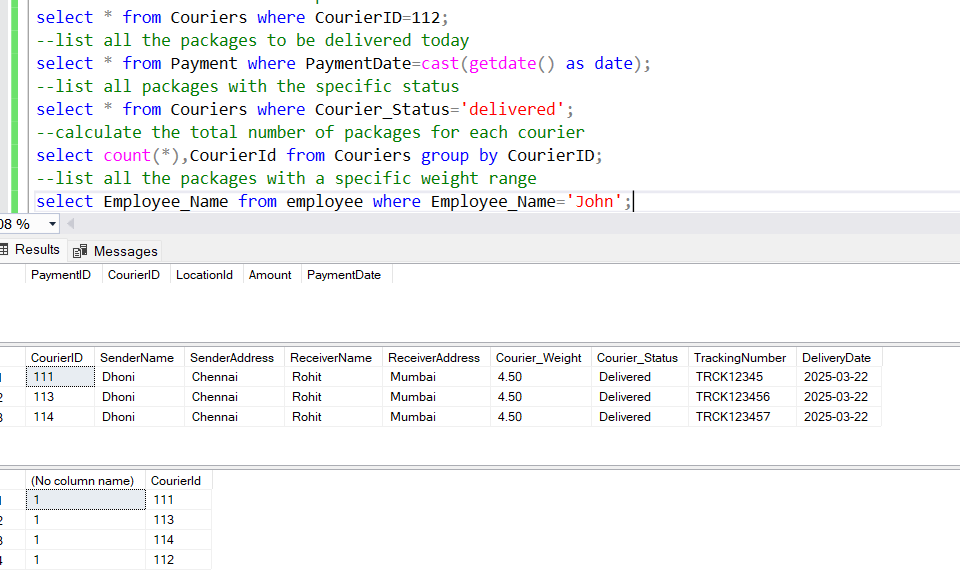 select * from Couriers where CourierID=112;
--list all the packages to be delivered today
select * from Payment where PaymentDate=cast(getdate() as date);
--list all packages with the specific status
select * from Couriers where Courier_Status='delivered';
--calculate the total number of packages for each courier
select count(*),CourierId from Couriers group by CourierID;
--list all the packages with a specific weight range
select Employee_Name from employee where Employee_Name='John';
08 %
Results Messages
PaymentID CourierID LocationId Amount PaymentDate
CourierID SenderName SenderAddress ReceiverName ReceiverAddress Courier_Weight Courier_Status TrackingNumber DeliveryDate
1 111 Dhoni Chennai Rohit Mumbai 4.50 Delivered TRCK12345 2025-03-22
2 113 Dhoni Chennai Rohit Mumbai 4.50 Delivered TRCK123456 2025-03-22
3 114 Dhoni Chennai Rohit Mumbai 4.50 Delivered TRCK123457 2025-03-22
(No column name) CourierId
1 1 111
2 1 113
3 1 114
4 1 112